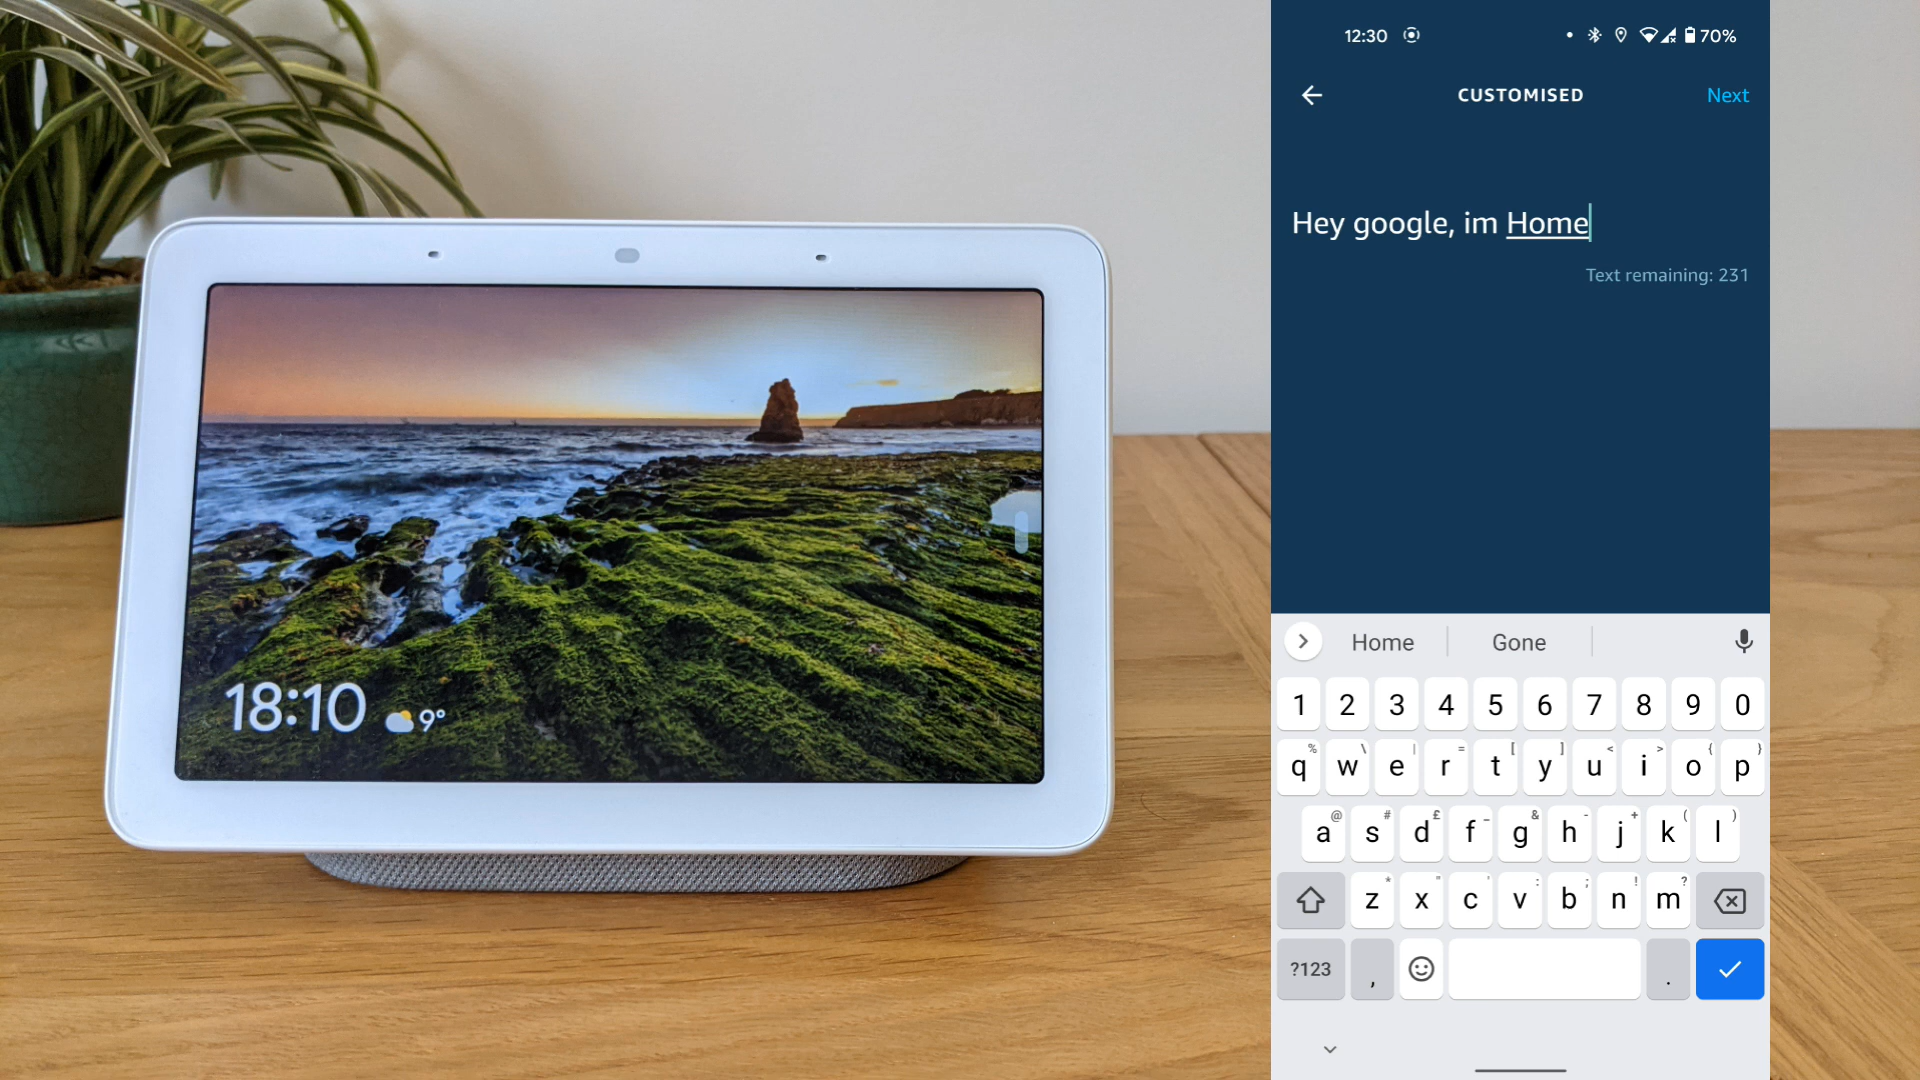 18:10 9°
12:30 70%
CUSTOMISED Next
Hey google, im Home
Text remaining: 231
Home Gone
1 2 3 4 5 6 7 8 9 0
% \ | = [ ] < > { }
q w e r t y u i o p
@ # £ _ & - + ( )
a s d f g h j k l
* " ' : ; ! ?
z x c v b n m
?123 , .